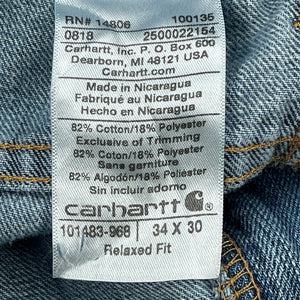 RN# 14806 100135
0818 2500022154
Carhartt, Inc. P.O. Box 600
Dearborn, MI 48121 USA
Carhartt.com
Made in Nicaragua
Fabriqué au Nicaragua
Hecho en Nicaragua
82% Cotton/18% Polyester
Exclusive of Trimming
82% Coton/18% Polyester
Sans garniture
82% Algodón/18% Polyester
Sin incluir adorno
carhartt
101483-968 34 X 30
Relaxed Fit